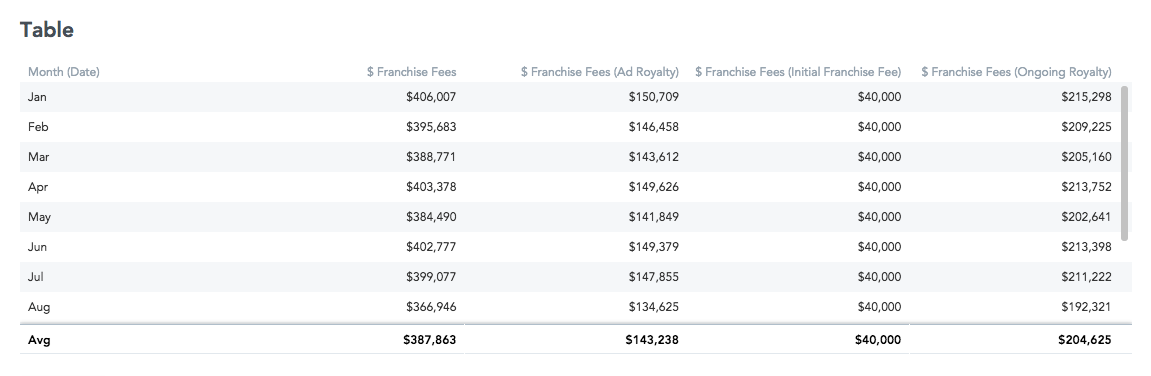 Table
Month (Date) $ Franchise Fees $ Franchise Fees (Ad Royalty) $ Franchise Fees (Initial Franchise Fee) $ Franchise Fees (Ongoing Royalty)
Jan $406,007 $150,709 $40,000 $215,298
Feb $395,683 $146,458 $40,000 $209,225
Mar $388,771 $143,612 $40,000 $205,160
Apr $403,378 $149,626 $40,000 $213,752
May $384,490 $141,849 $40,000 $202,641
Jun $402,777 $149,379 $40,000 $213,398
Jul $399,077 $147,855 $40,000 $211,222
Aug $366,946 $134,625 $40,000 $192,321
Avg $387,863 $143,238 $40,000 $204,625